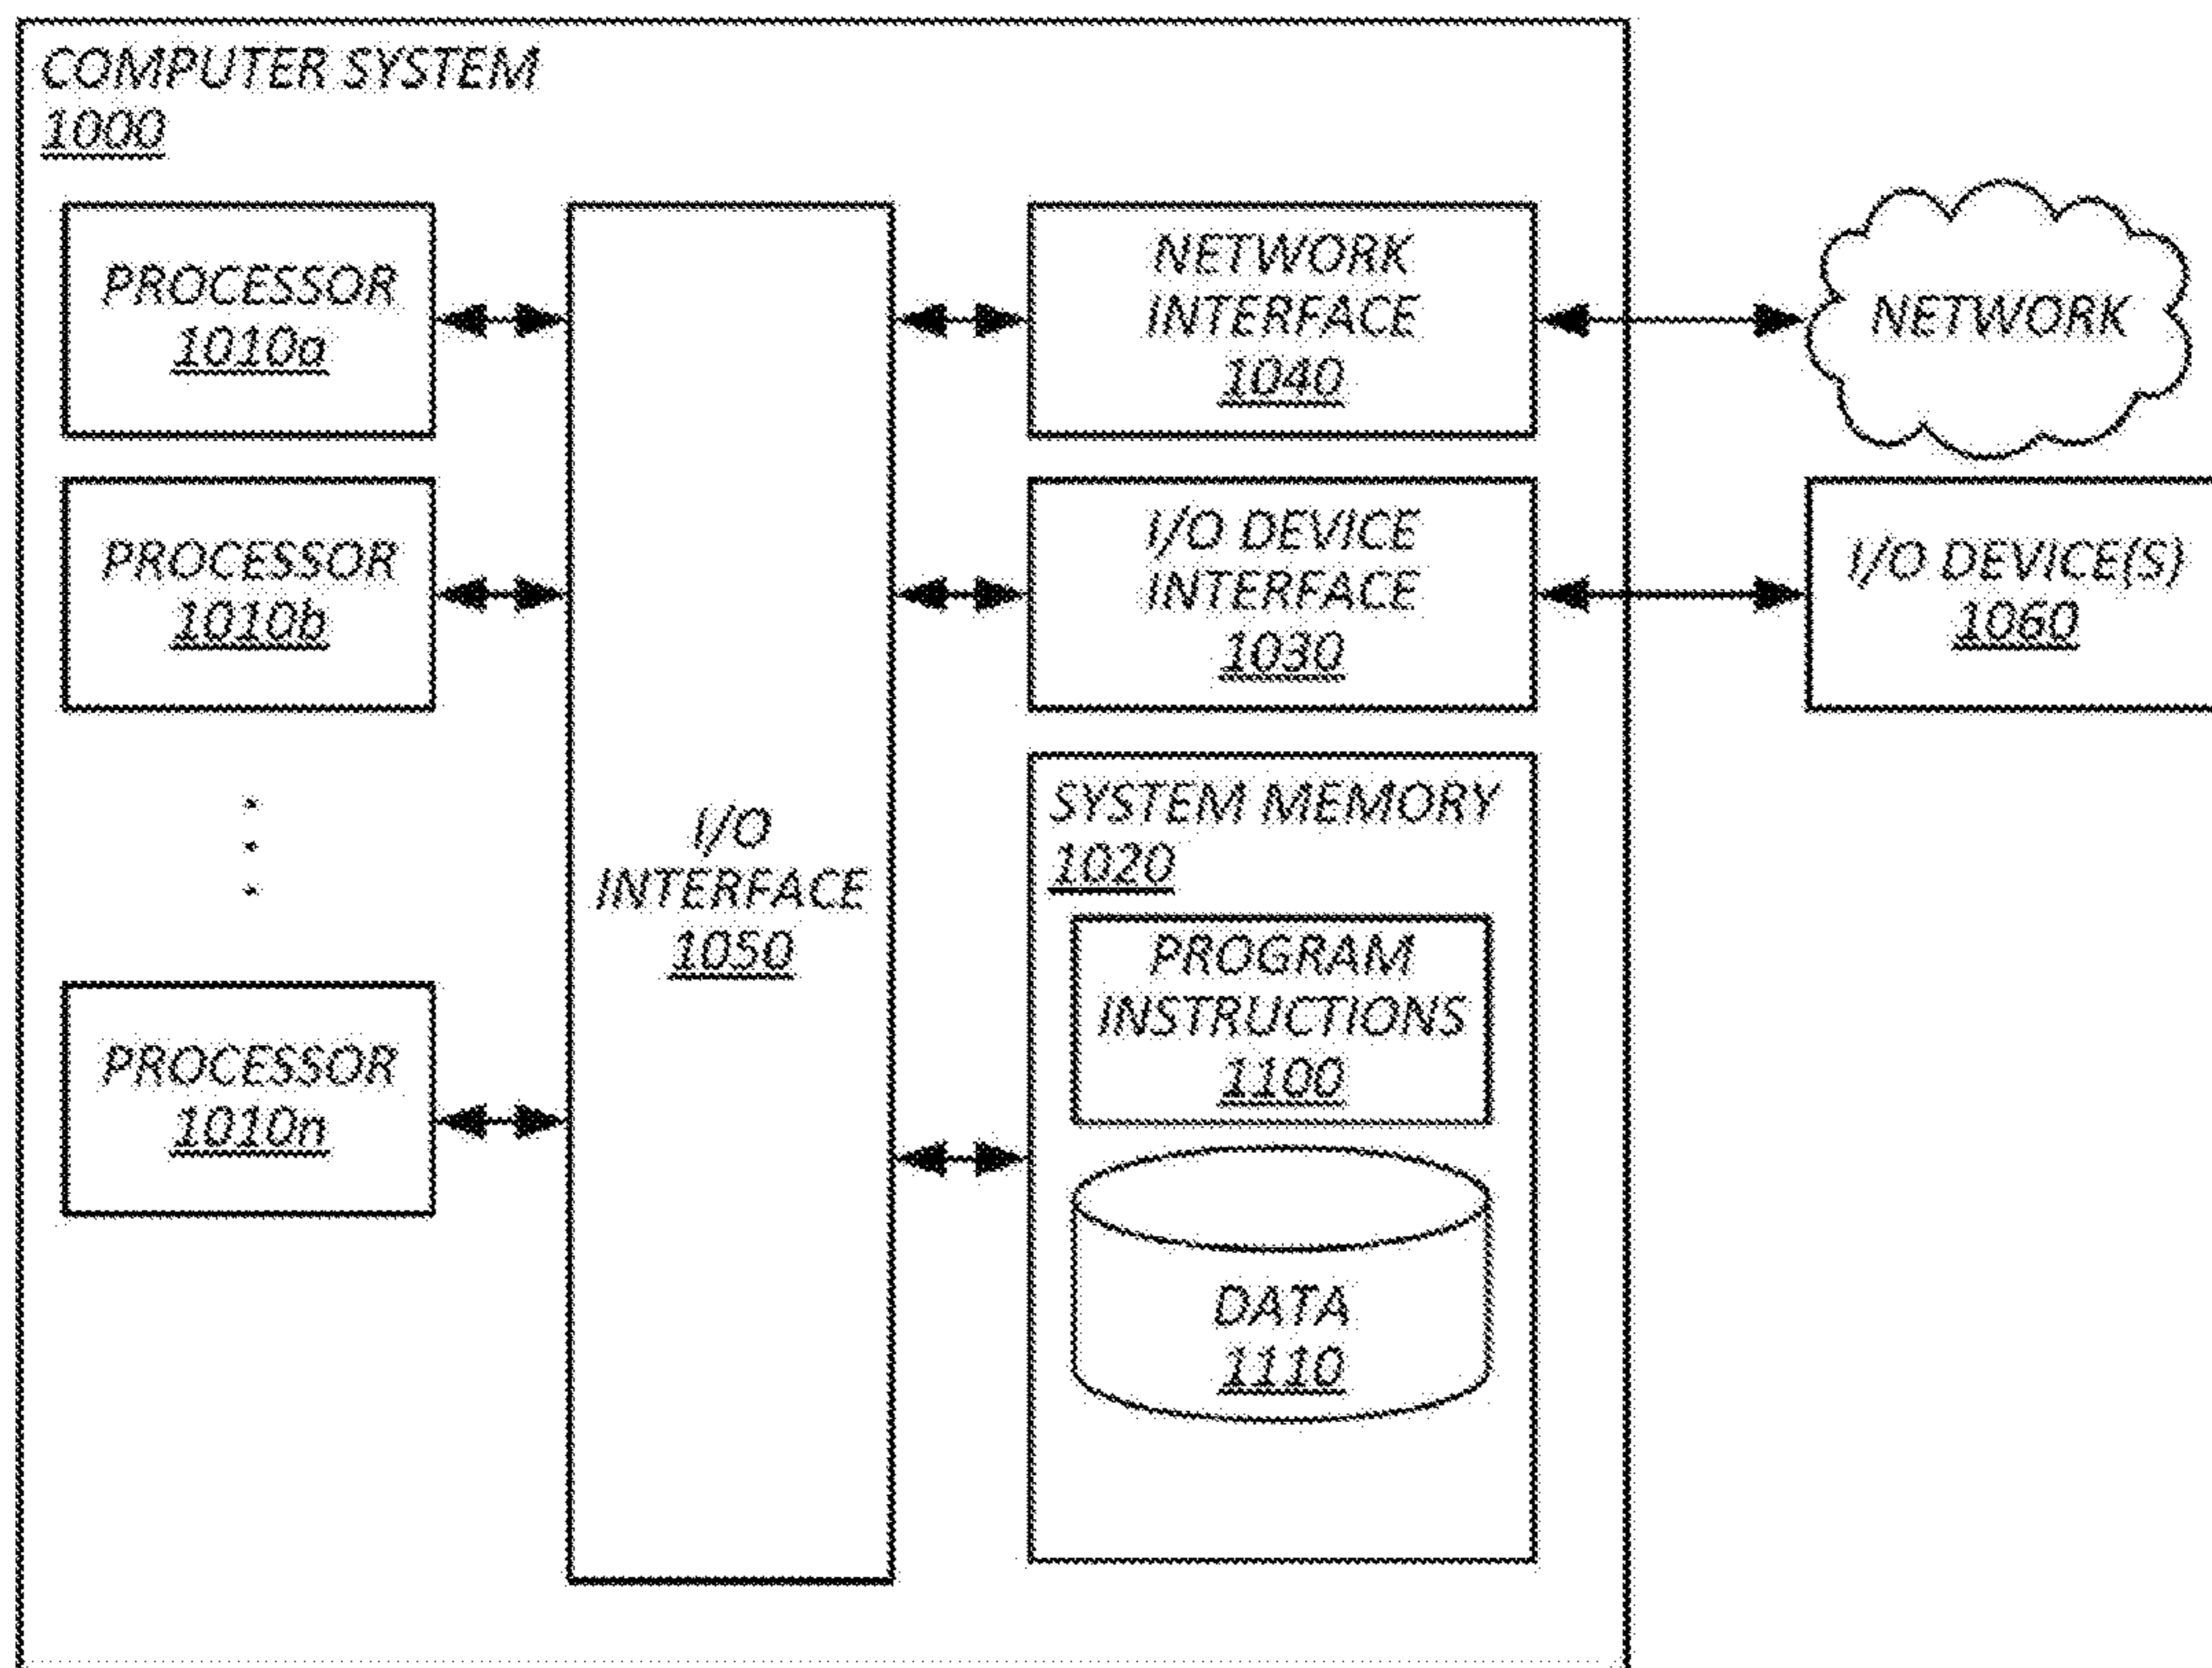 COMPUTER SYSTEM
1000
PROCESSOR
1010a
PROCESSOR
1010b
PROCESSOR
1010n
I/O
INTERFACE
1050
NETWORK
INTERFACE
1040
I/O DEVICE
INTERFACE
1030
SYSTEM MEMORY
1020
PROGRAM
INSTRUCTIONS
1100
DATA
1110
NETWORK
I/O DEVICE(S)
1060